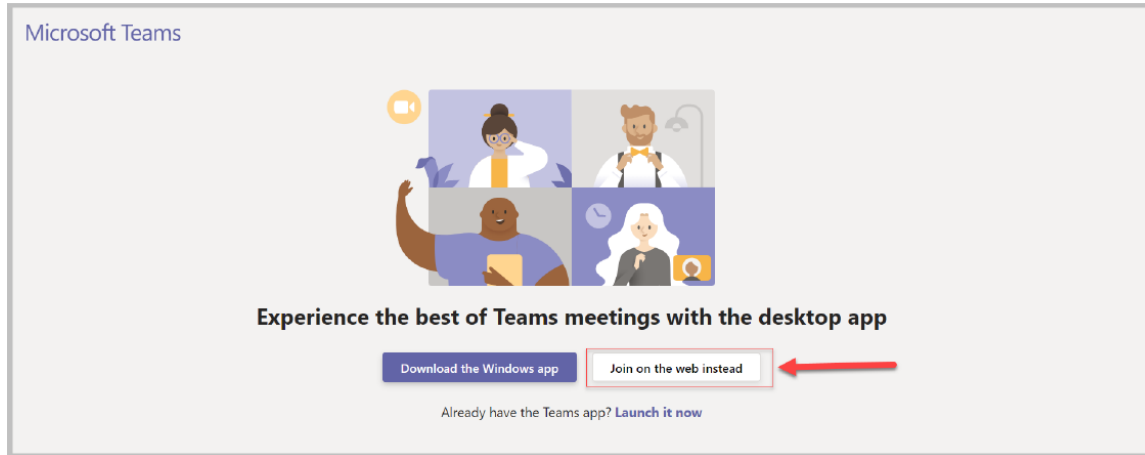 Microsoft Teams
Experience the best of Teams meetings with the desktop app
Download the Windows app
Join on the web instead
Already have the Teams app? Launch it now